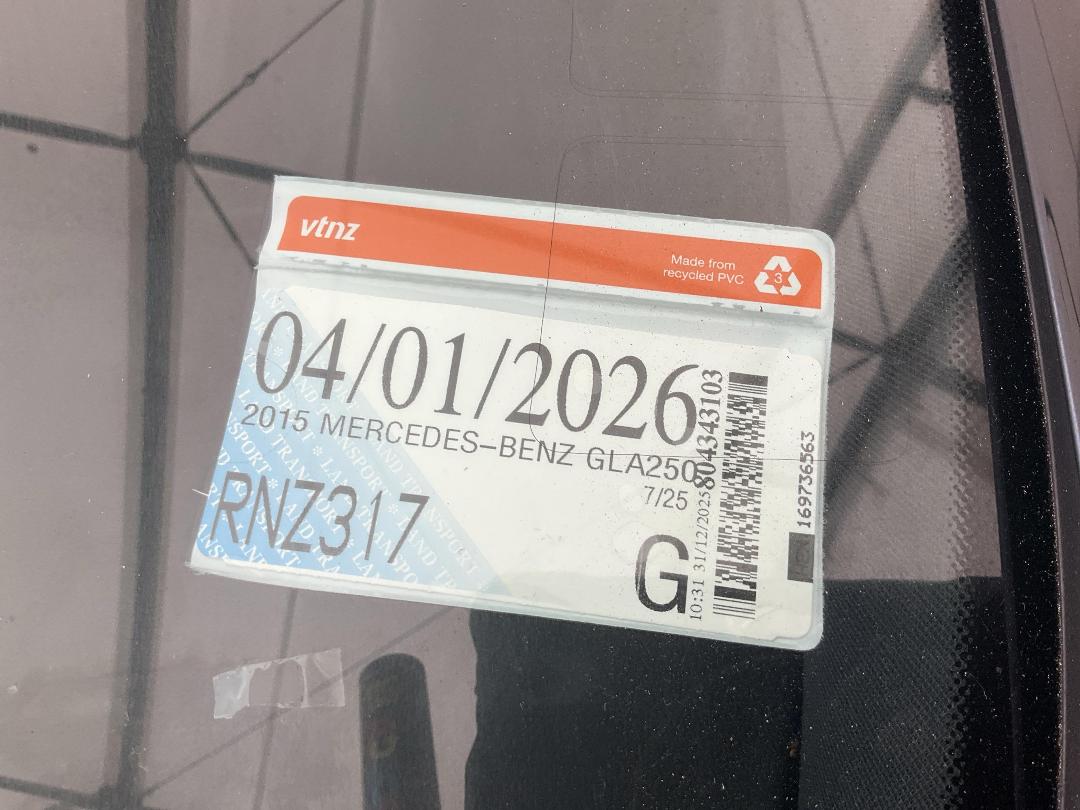 vtnz
Made from
recycled PVC
3
04/01/2026
2015 MERCEDES-BENZ GLA250
7/25
RNZ317
G
10:31 31/12/2025 804343103
169736563